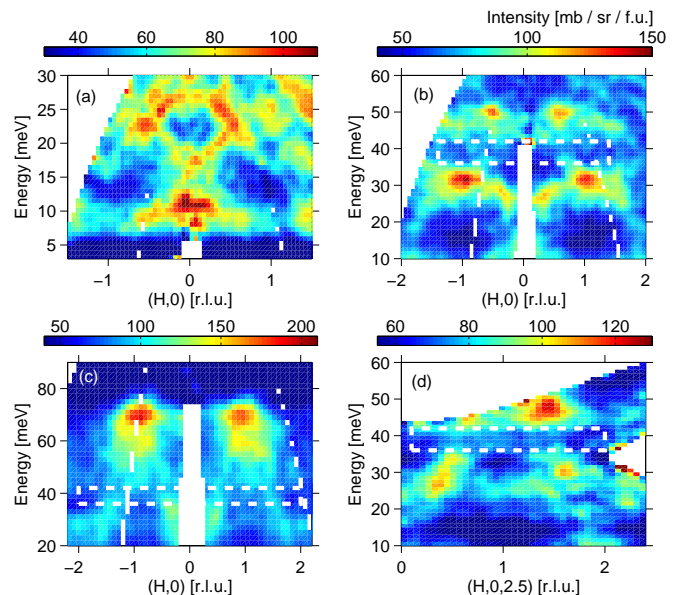 Intensity [mb / sr / f.u.]
40 60 80 100
50 100 150
(a)
Energy [meV]
30
25
20
15
10
5
−1 0 1
(H,0) [r.l.u.]
(b)
Energy [meV]
60
50
40
30
20
10
−2 −1 0 1 2
(H,0) [r.l.u.]
50 100 150 200
(c)
Energy [meV]
80
60
40
20
−2 −1 0 1 2
(H,0) [r.l.u.]
60 80 100 120
(d)
Energy [meV]
60
50
40
30
20
10
0 1 2
(H,0,2.5) [r.l.u.]